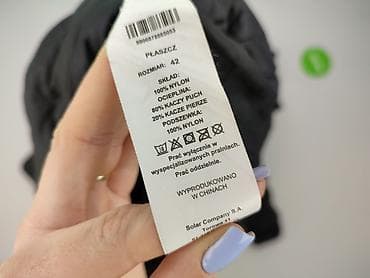 PŁASZCZ
ROZMIAR: 42
SKŁAD:
100% NYLON
OCIEPLINA:
80% KACZY PUCH
20% KACZE PIERZE
PODSZEWKA:
100% NYLON
Prać wyłącznie w
wyspecjalizowanych pralniach.
Prać oddzielnie.
WYPRODUKOWANO
W CHINACH
Solar Company S.A.